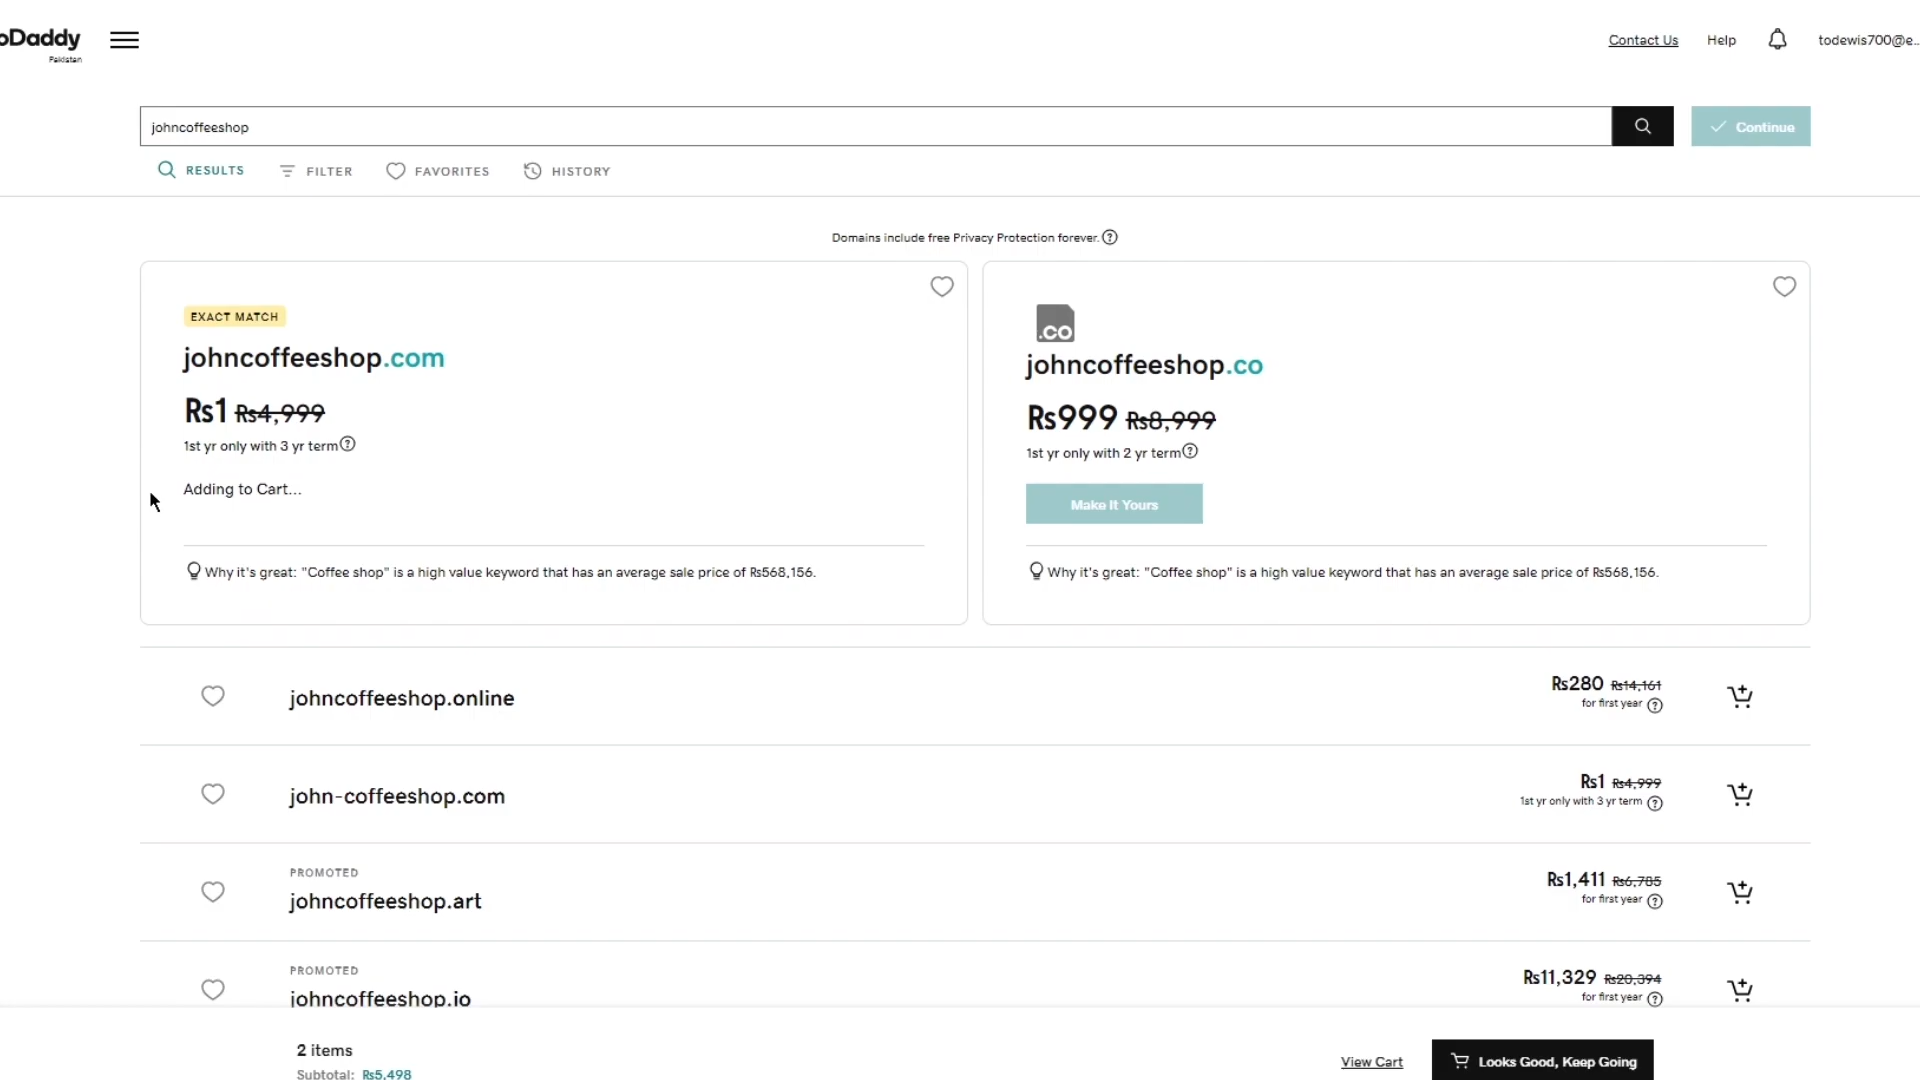 oDaddy
Pakistan
Contact Us
Help
todewis700@e...
johncoffeeshop
Continue
RESULTS
FILTER
FAVORITES
HISTORY
Domains include free Privacy Protection forever. ?
EXACT MATCH
johncoffeeshop.com
₨1 ₨4,999
1st yr only with 3 yr term ?
Adding to Cart...
Why it's great: "Coffee shop" is a high value keyword that has an average sale price of ₨568,156.
.co
johncoffeeshop.co
₨999 ₨8,999
1st yr only with 2 yr term ?
Make It Yours
Why it's great: "Coffee shop" is a high value keyword that has an average sale price of ₨568,156.
johncoffeeshop.online
₨280 ₨14,161
for first year ?
john-coffeeshop.com
₨1 ₨4,999
1st yr only with 3 yr term ?
PROMOTED
johncoffeeshop.art
₨1,411 ₨6,785
for first year ?
PROMOTED
johncoffeeshop.io
₨11,329 ₨20,394
for first year ?
2 items
Subtotal: ₨5,498
View Cart
Looks Good, Keep Going